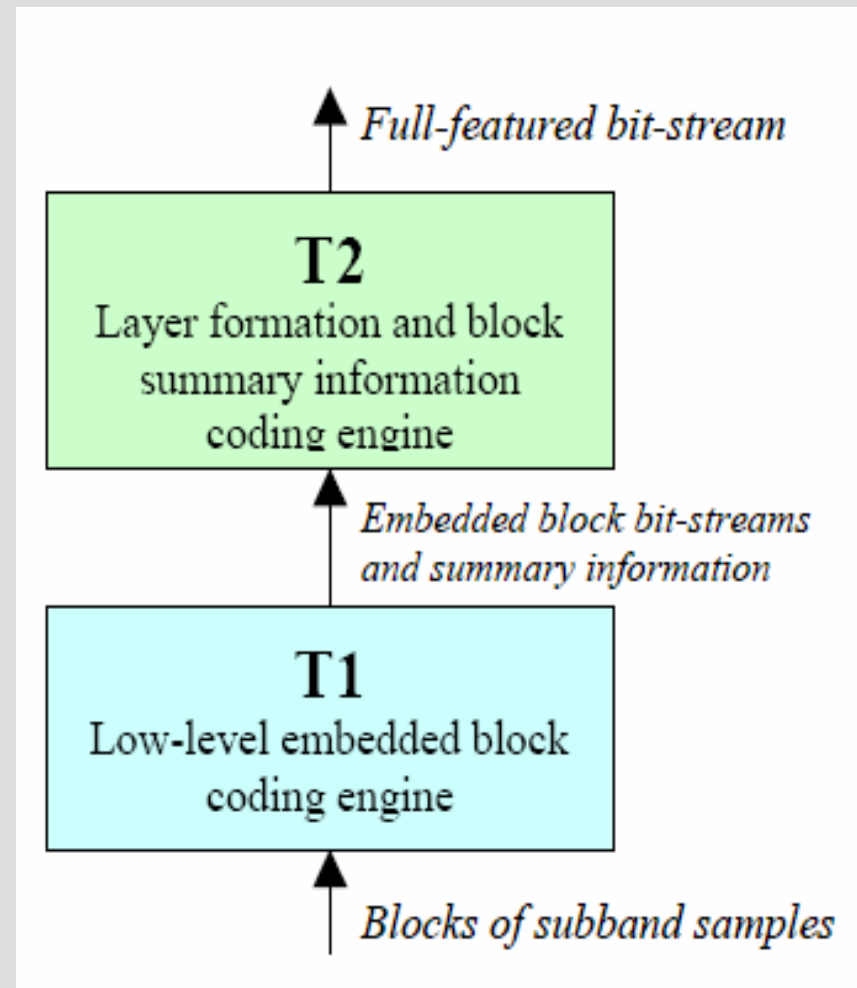 Full-featured bit-stream
T2
Layer formation and block
summary information
coding engine
Embedded block bit-streams
and summary information
T1
Low-level embedded block
coding engine
Blocks of subband samples